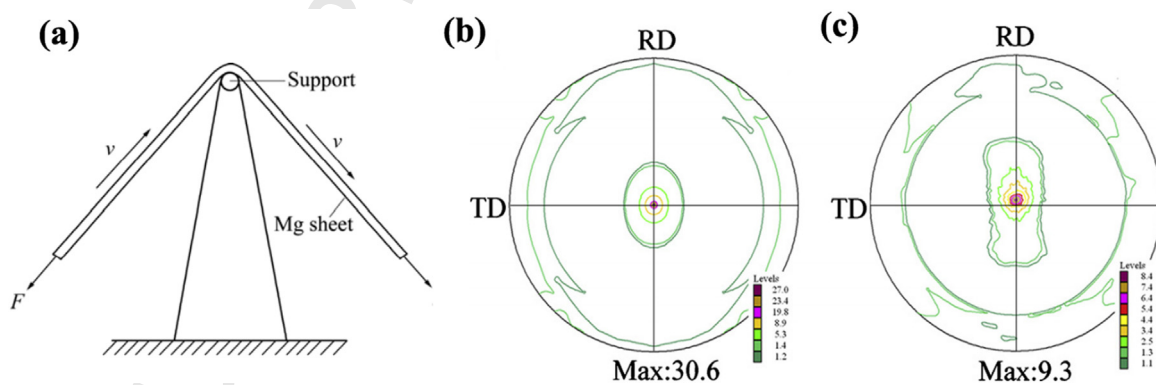 (a)
Support
v
v
Mg sheet
F
(b)
RD
TD
Levels
27.0
23.4
19.8
8.9
5.3
1.4
1.2
Max:30.6
(c)
RD
TD
Levels
8.4
7.4
6.4
5.4
4.4
3.4
2.5
1.3
1.1
Max:9.3